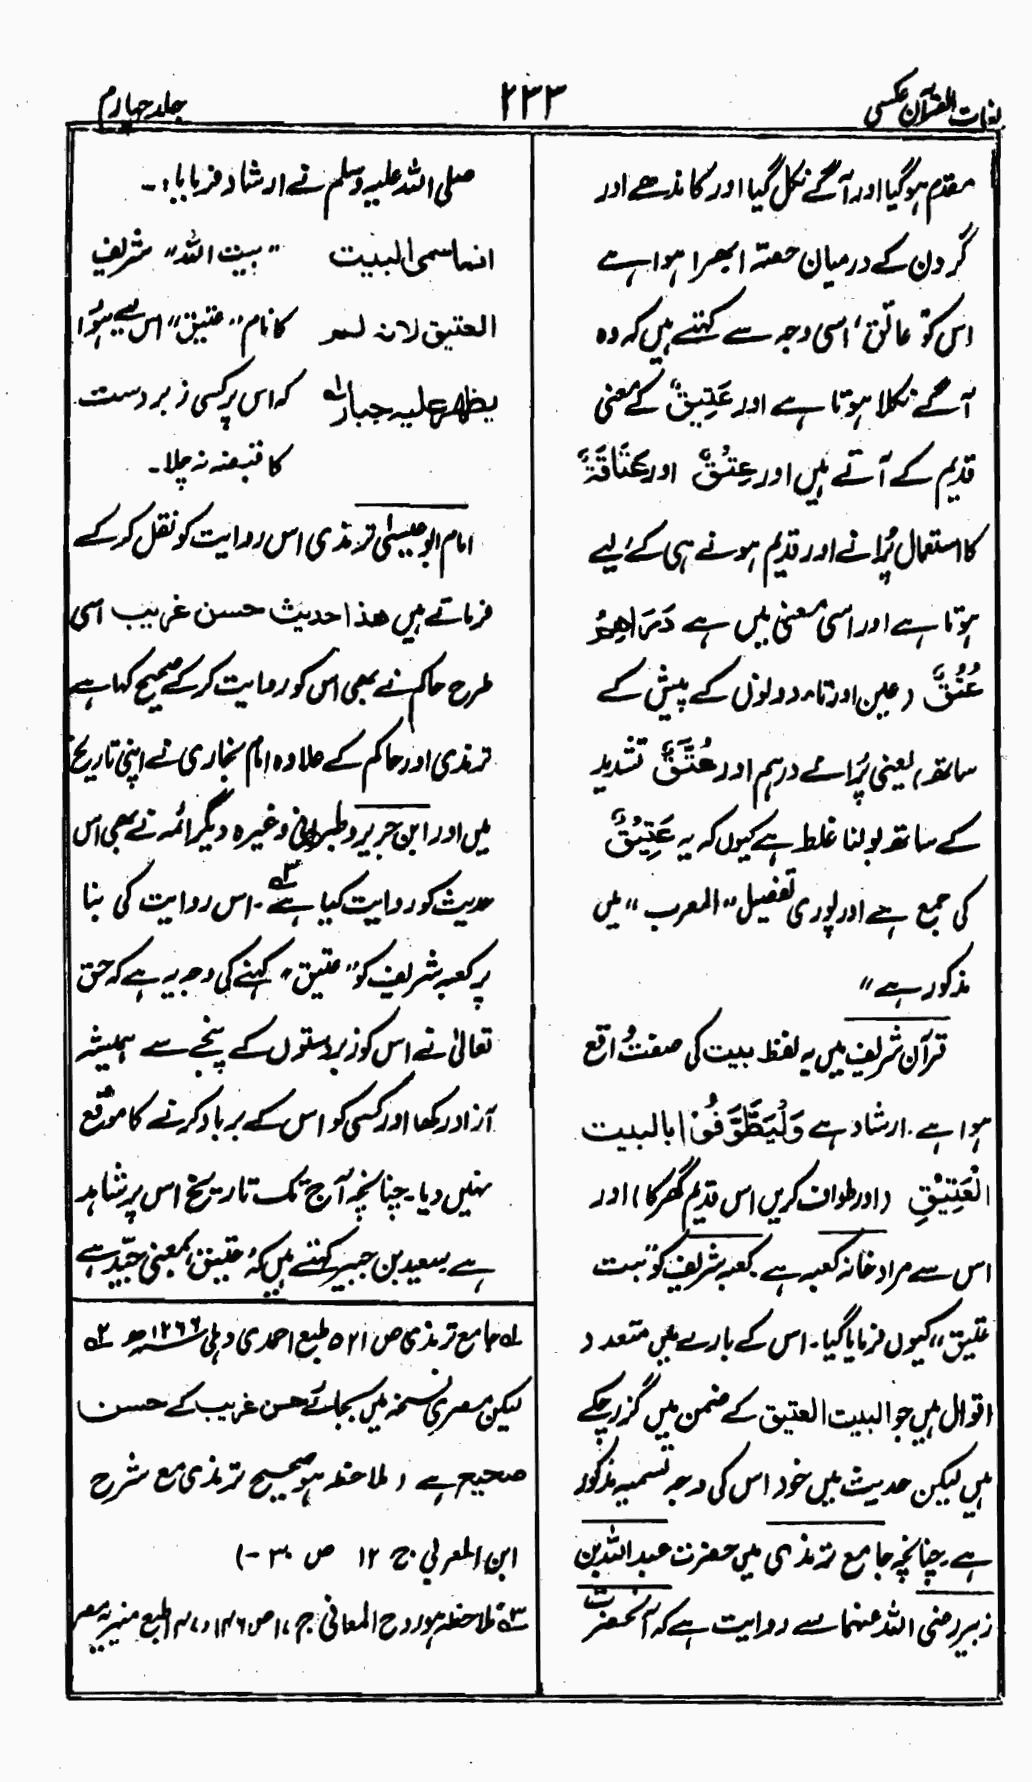 لغات القرآن عکسی
۲۳۳
جلد چہارم
مقدم ہوگیا اور آگے نکل گیا اور کاندھے اور
گردن کے درمیان حصّہ ابھرا ہوا ہے
اس کو عاتق، اسی وجہ سے کہتے ہیں کہ وہ
آگے نکلا ہوتا ہے اور عَتِیقٌ کے معنی
قدیم کے آتے ہیں اور عِتْقٌ اور عَتَاقَةٌ
کا استعمال پُرانے اور قدیم ہونے ہی کے لیے
ہوتا ہے اور اسی معنی میں ہے دَرَاھِمُ
عُتُقٌ (عین اور تاء دونوں کے پیش کے
ساتھ) یعنی پُرانے درہم اور عُتَّقٌ تشدید
کے ساتھ بولنا غلط ہے کیوں کہ یہ عَتِیْقٌ
کی جمع ہے اور پوری تفصیل "المغرب" میں
مذکور ہے"
قرآن شریف میں یہ لفظ بیت کی صفت واقع
ہوا ہے۔ ارشاد ہے وَلْیَطَّوَّفُوْا بالبیت
الْعَتِیْقِ (اور طواف کریں اس قدیم گھر کا) اور
اس سے مراد خانہ کعبہ ہے۔ کعبہ شریف کو "بیت
عتیق" کیوں فرمایا گیا۔ اس کے بارے میں متعدد
اقوال ہیں جو البیت العتیق کے ضمن میں گزر چکے
ہیں لیکن حدیث میں خود اس کی وجہ تسمیہ مذکور
ہے۔ چنانچہ جامع ترمذی میں حضرت عبداللہ بن
زبیر رضی اللہ عنہما سے روایت ہے کہ آنحضرت
صلی اللہ علیہ وسلم نے ارشاد فرمایا:۔
انما سمی البیت "بیت اللہ" شریف
العتیق لانہ لم کا نام "عتیق" اس لیے ہوُا
یظھر علیہ جبار لہ کہ اس پر کسی زبردست
کا قبضہ نہ چلا۔
امام ابوعیسیٰ ترمذی اس روایت کو نقل کر کے
فرماتے ہیں ھذا حدیث حسن غریب اسی
طرح حاکم نے بھی اس کو روایت کر کے صحیح کہا ہے
ترمذی اور حاکم کے علاوہ امام بخاری نے اپنی تاریخ
میں اور ابن جریر و طبرانی وغیرہ دیگر ائمہ نے بھی اس
حدیث کو روایت کیا ہے ۳ہ۔ اس روایت کی بنا
پر کعبہ شریف کو "عتیق" کہنے کی وجہ یہ ہے کہ حق
تعالیٰ نے اس کو زبردستوں کے پنجے سے ہمیشہ
آزاد رکھا اور کسی کو اس کے برباد کرنے کا موقع
نہیں دیا۔ چنانچہ آج تک تاریخ اس پر شاہد
ہے سعید بن جبیر کہتے ہیں کہ عتیق بمعنی جیّد ہے
لہ جامع ترمذی ص ۵۲۱ طبع احمدی دہلی ۱۲۶۶ھ ۲ہ
لیکن مصری نسخہ میں بجائے حسن غریب کے حسن
صحیح ہے (ملاحظہ ہو صحیح ترمذی مع شرح
ابن العربی ج ۱۲ ص ۳۰-)
۳ہ ملاحظہ ہو روح المعانی ج ۱۷ ص ۱۴۶، ۱۴۷ طبع منیریہ مصر